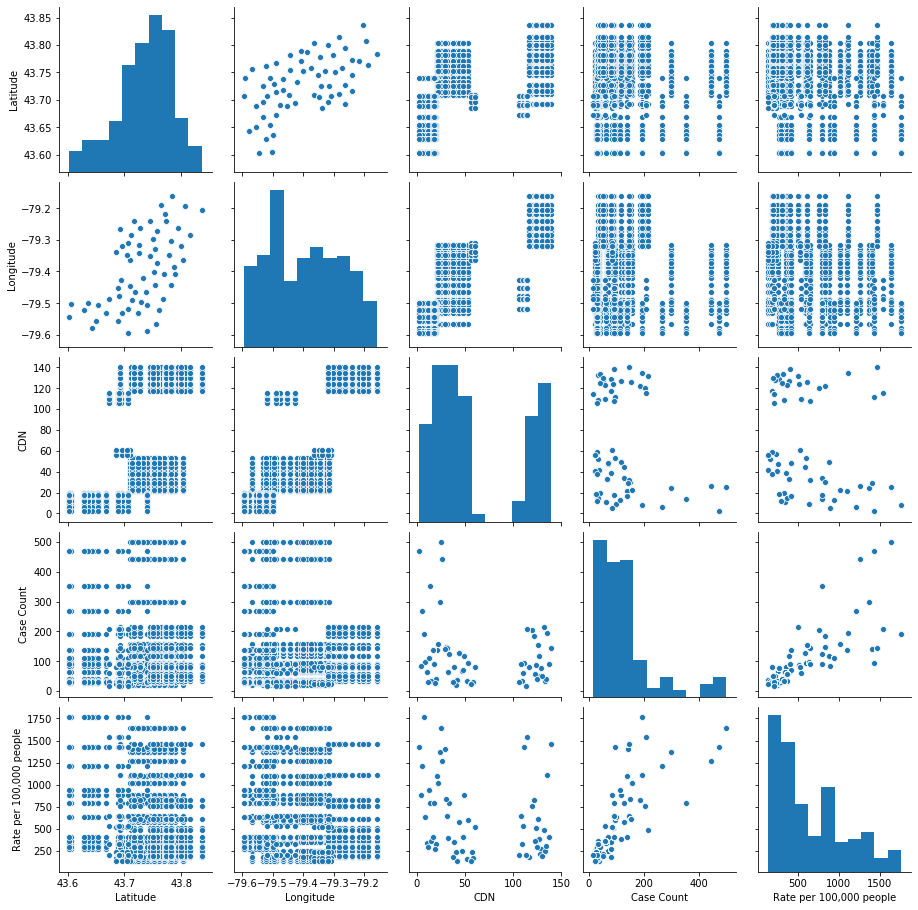 43.85
43.80
43.75
43.70
43.65
43.60
Latitude
−79.2
−79.3
−79.4
−79.5
−79.6
Longitude
140
120
100
80
60
40
20
0
CDN
500
400
300
200
100
0
Case Count
1750
1500
1250
1000
750
500
250
Rate per 100,000 people
43.6 43.7 43.8
Latitude
−79.6 −79.5 −79.4 −79.3 −79.2
Longitude
0 50 100 150
CDN
0 200 400
Case Count
500 1000 1500
Rate per 100,000 people